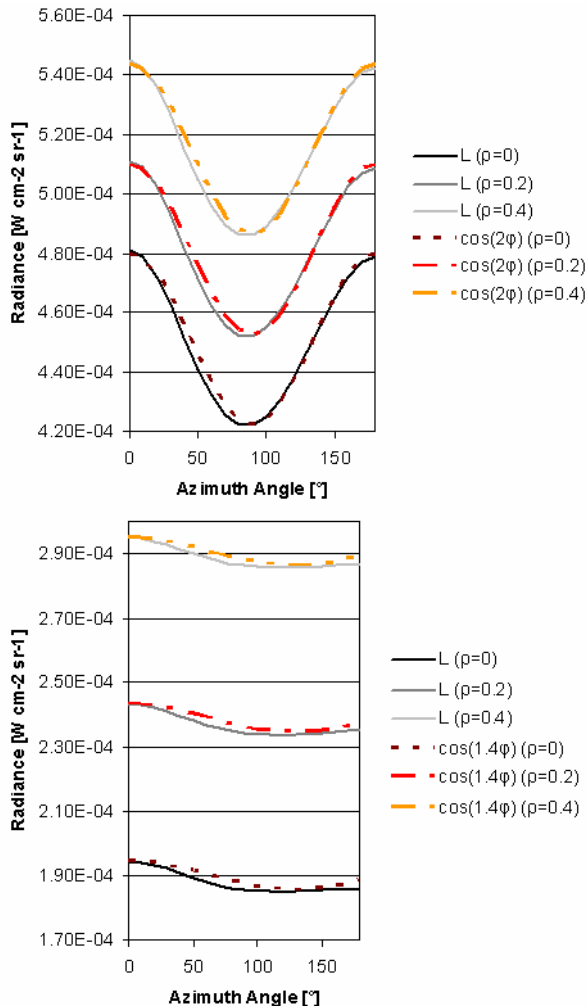 5.60E-04
5.40E-04
5.20E-04
5.00E-04
4.80E-04
4.60E-04
4.40E-04
4.20E-04
Radiance [W cm-2 sr-1]
0 50 100 150
Azimuth Angle [°]
L (ρ=0)
L (ρ=0.2)
L (ρ=0.4)
cos(2φ) (ρ=0)
cos(2φ) (ρ=0.2)
cos(2φ) (ρ=0.4)
2.90E-04
2.70E-04
2.50E-04
2.30E-04
2.10E-04
1.90E-04
1.70E-04
Radiance [W cm-2 sr-1]
0 50 100 150
Azimuth Angle [°]
L (ρ=0)
L (ρ=0.2)
L (ρ=0.4)
cos(1.4φ) (ρ=0)
cos(1.4φ) (ρ=0.2)
cos(1.4φ) (ρ=0.4)